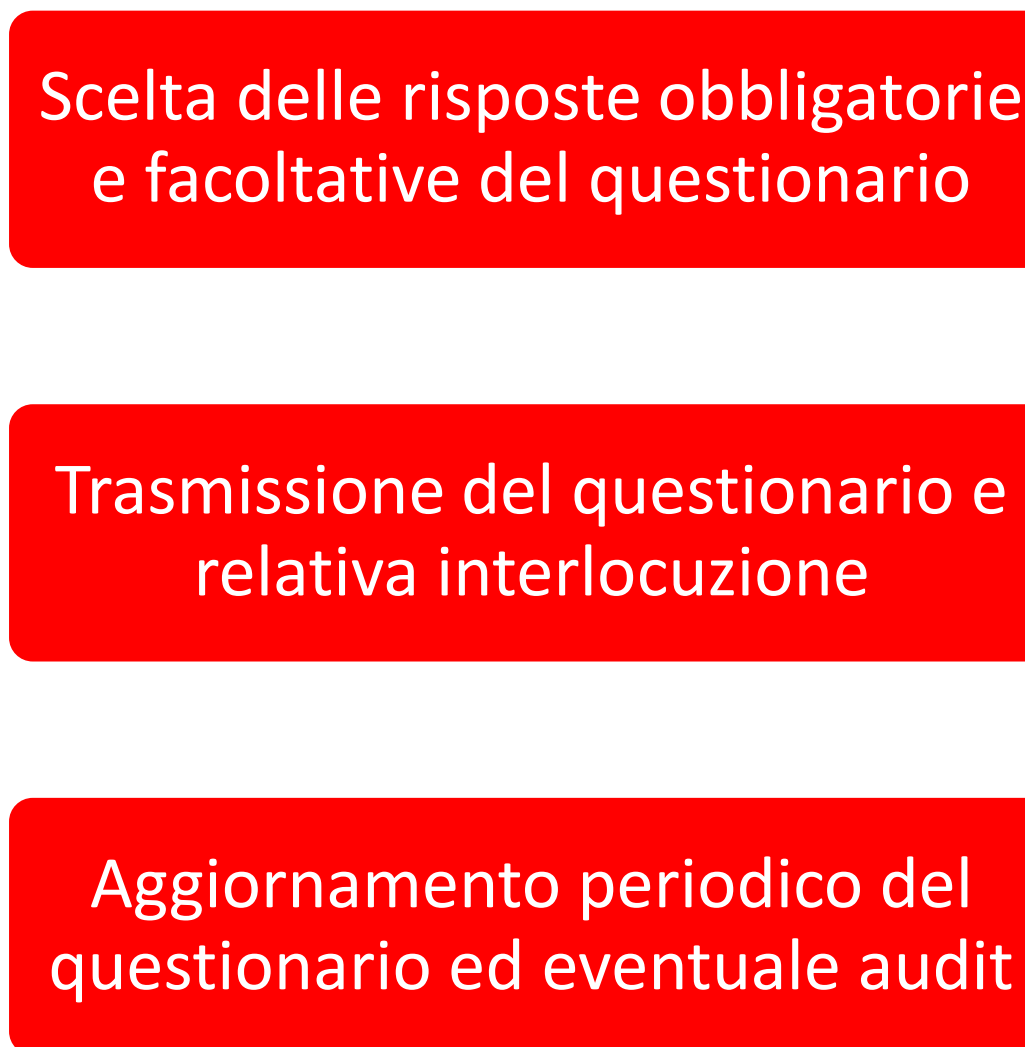 Scelta delle risposte obbligatorie
e facoltative del questionario
Trasmissione del questionario e
relativa interlocuzione
Aggiornamento periodico del
questionario ed eventuale audit